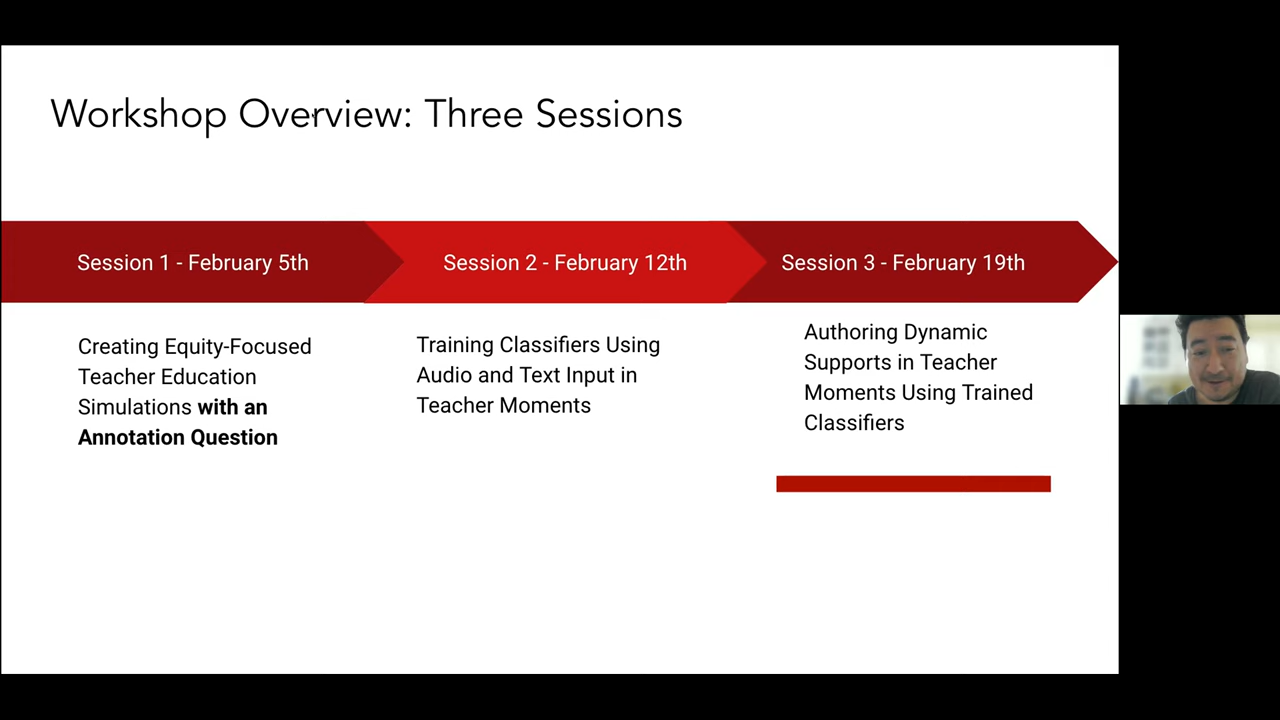 Workshop Overview: Three Sessions
Session 1 - February 5th
Session 2 - February 12th
Session 3 - February 19th
Creating Equity-Focused
Teacher Education
Simulations with an
Annotation Question
Training Classifiers Using
Audio and Text Input in
Teacher Moments
Authoring Dynamic
Supports in Teacher
Moments Using Trained
Classifiers